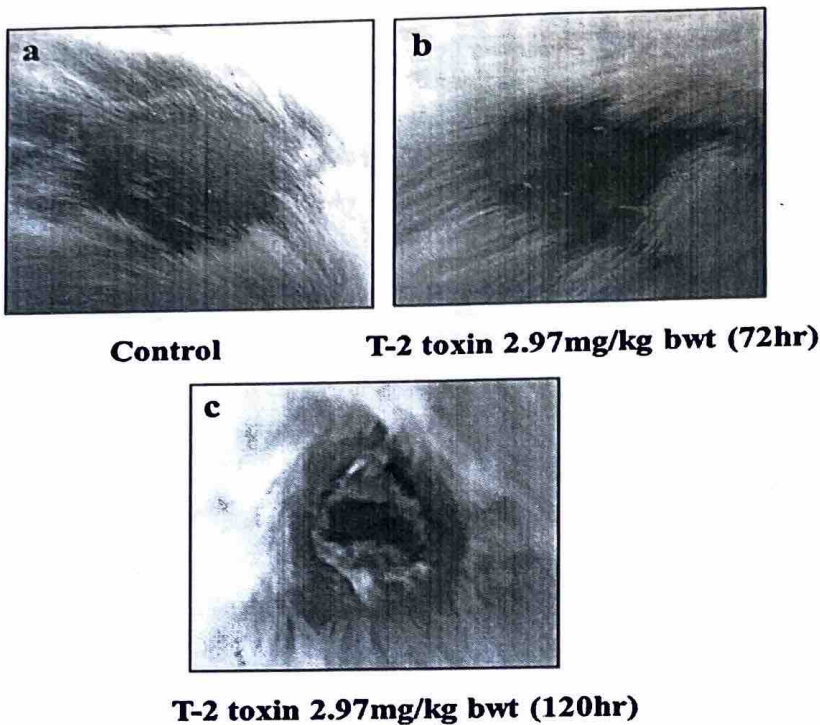 a
b
Control
T-2 toxin 2.97mg/kg bwt (72hr)
c
T-2 toxin 2.97mg/kg bwt (120hr)